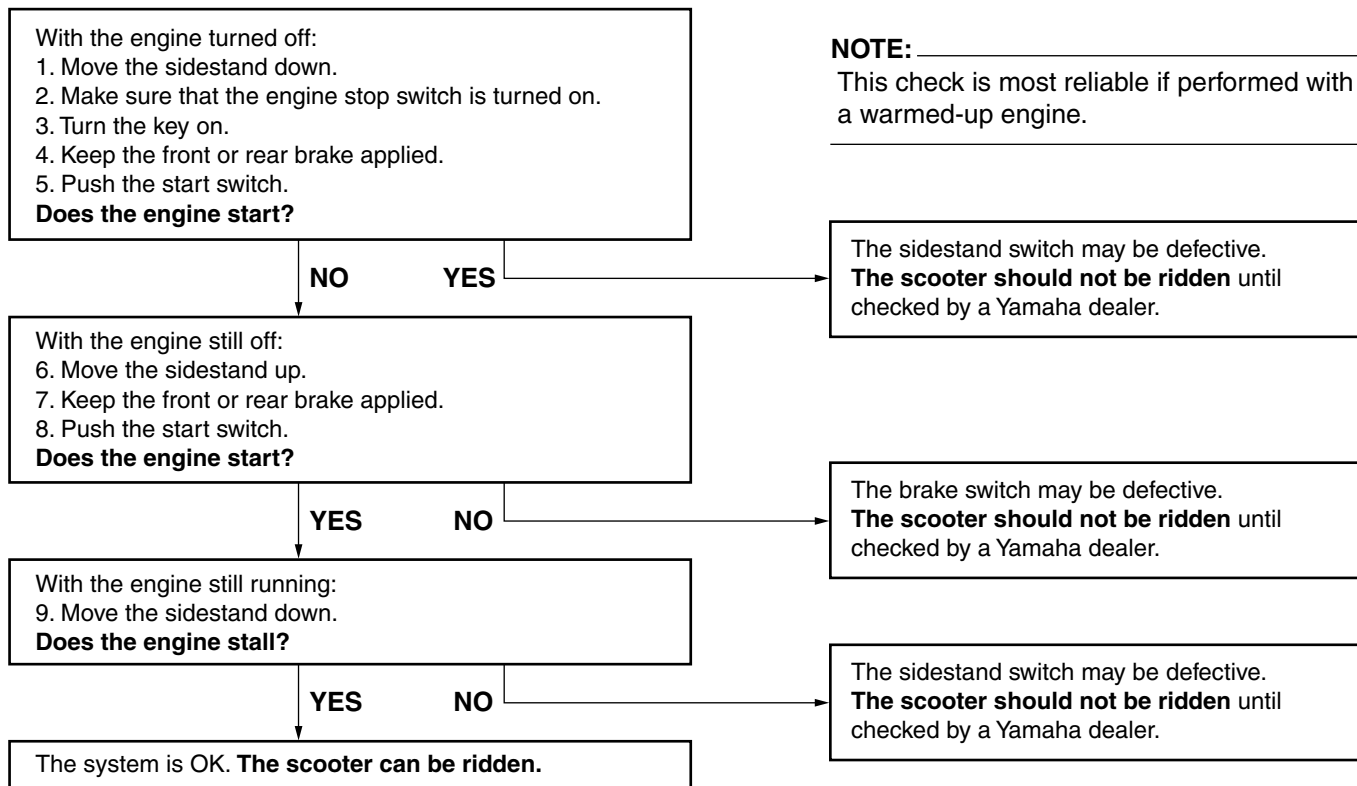 With the engine turned off:
1. Move the sidestand down.
2. Make sure that the engine stop switch is turned on.
3. Turn the key on.
4. Keep the front or rear brake applied.
5. Push the start switch.
Does the engine start?
NOTE:
This check is most reliable if performed with
a warmed-up engine.
NO YES
The sidestand switch may be defective.
The scooter should not be ridden until
checked by a Yamaha dealer.
With the engine still off:
6. Move the sidestand up.
7. Keep the front or rear brake applied.
8. Push the start switch.
Does the engine start?
YES NO
The brake switch may be defective.
The scooter should not be ridden until
checked by a Yamaha dealer.
With the engine still running:
9. Move the sidestand down.
Does the engine stall?
YES NO
The sidestand switch may be defective.
The scooter should not be ridden until
checked by a Yamaha dealer.
The system is OK. The scooter can be ridden.